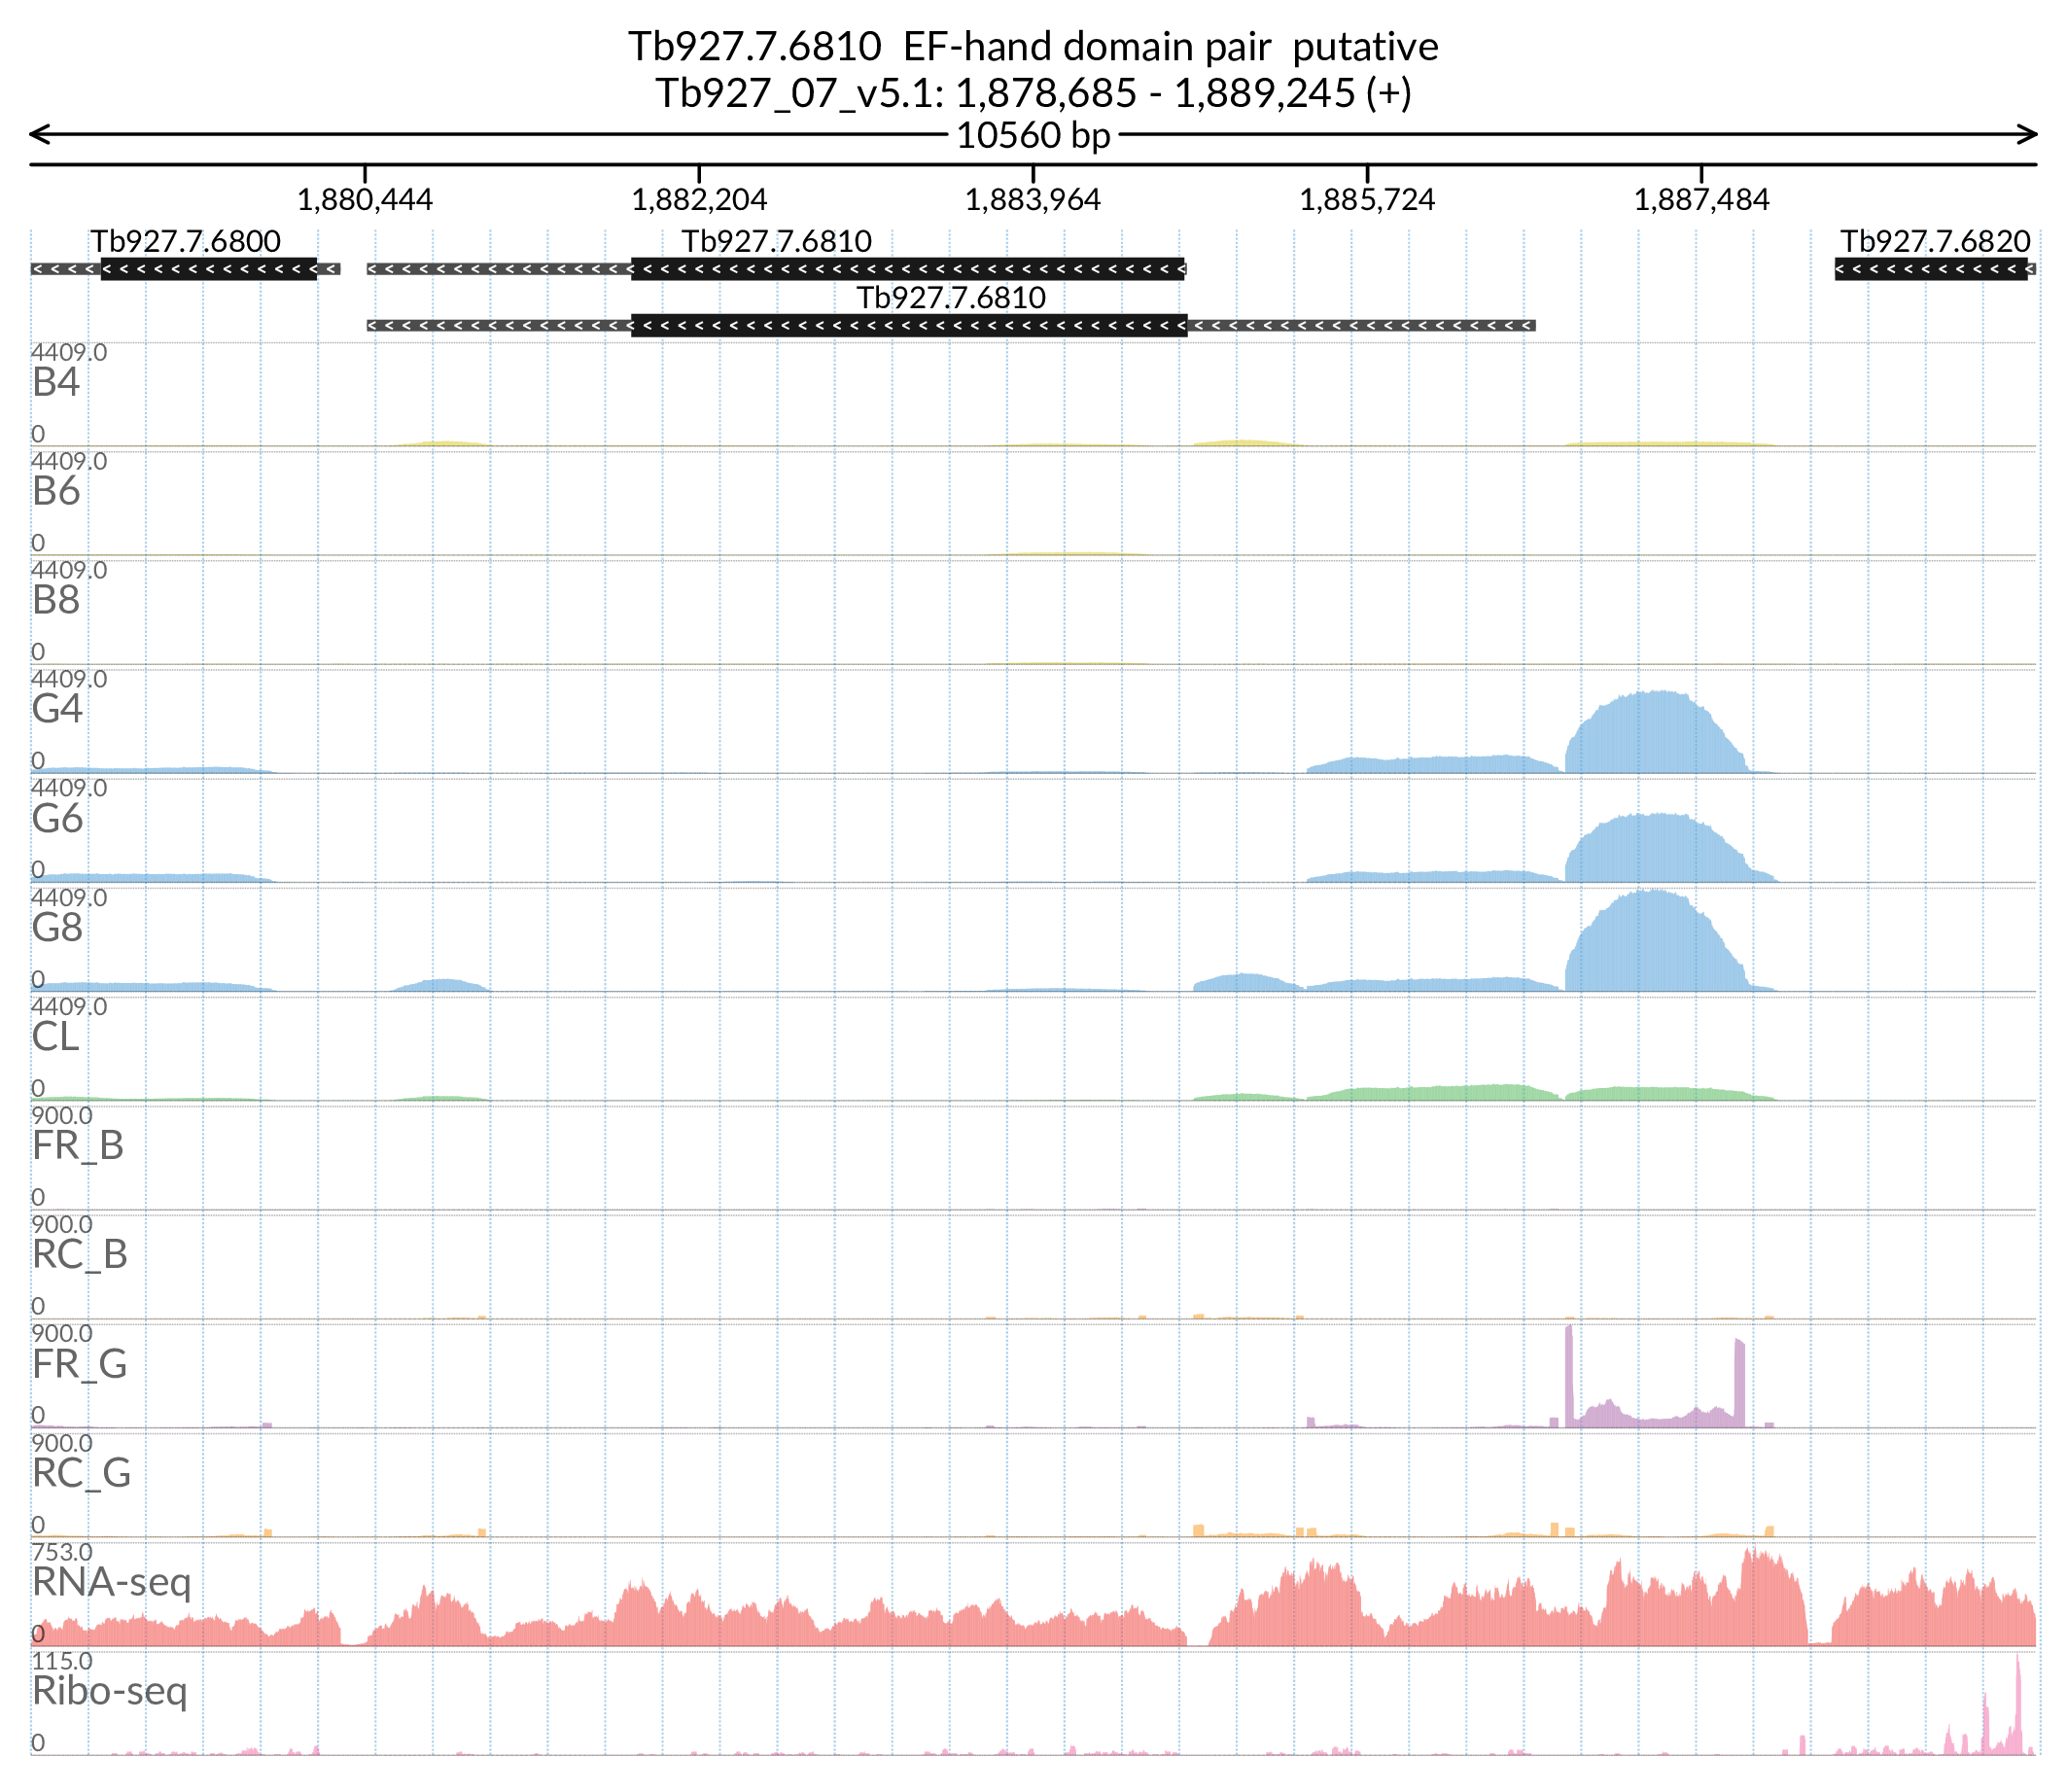 Tb927.7.6810  EF-hand domain pair  putative
Tb927_07_v5.1: 1,878,685 - 1,889,245 (+)
10560 bp
1,880,444 1,882,204 1,883,964 1,885,724 1,887,484
Tb927.7.6800 Tb927.7.6810 Tb927.7.6820
Tb927.7.6810
4409.0
B4
0
4409.0
B6
0
4409.0
B8
0
4409.0
G4
0
4409.0
G6
0
4409.0
G8
0
4409.0
CL
0
900.0
FR_B
0
900.0
RC_B
0
900.0
FR_G
0
900.0
RC_G
0
753.0
RNA-seq
0
115.0
Ribo-seq
0